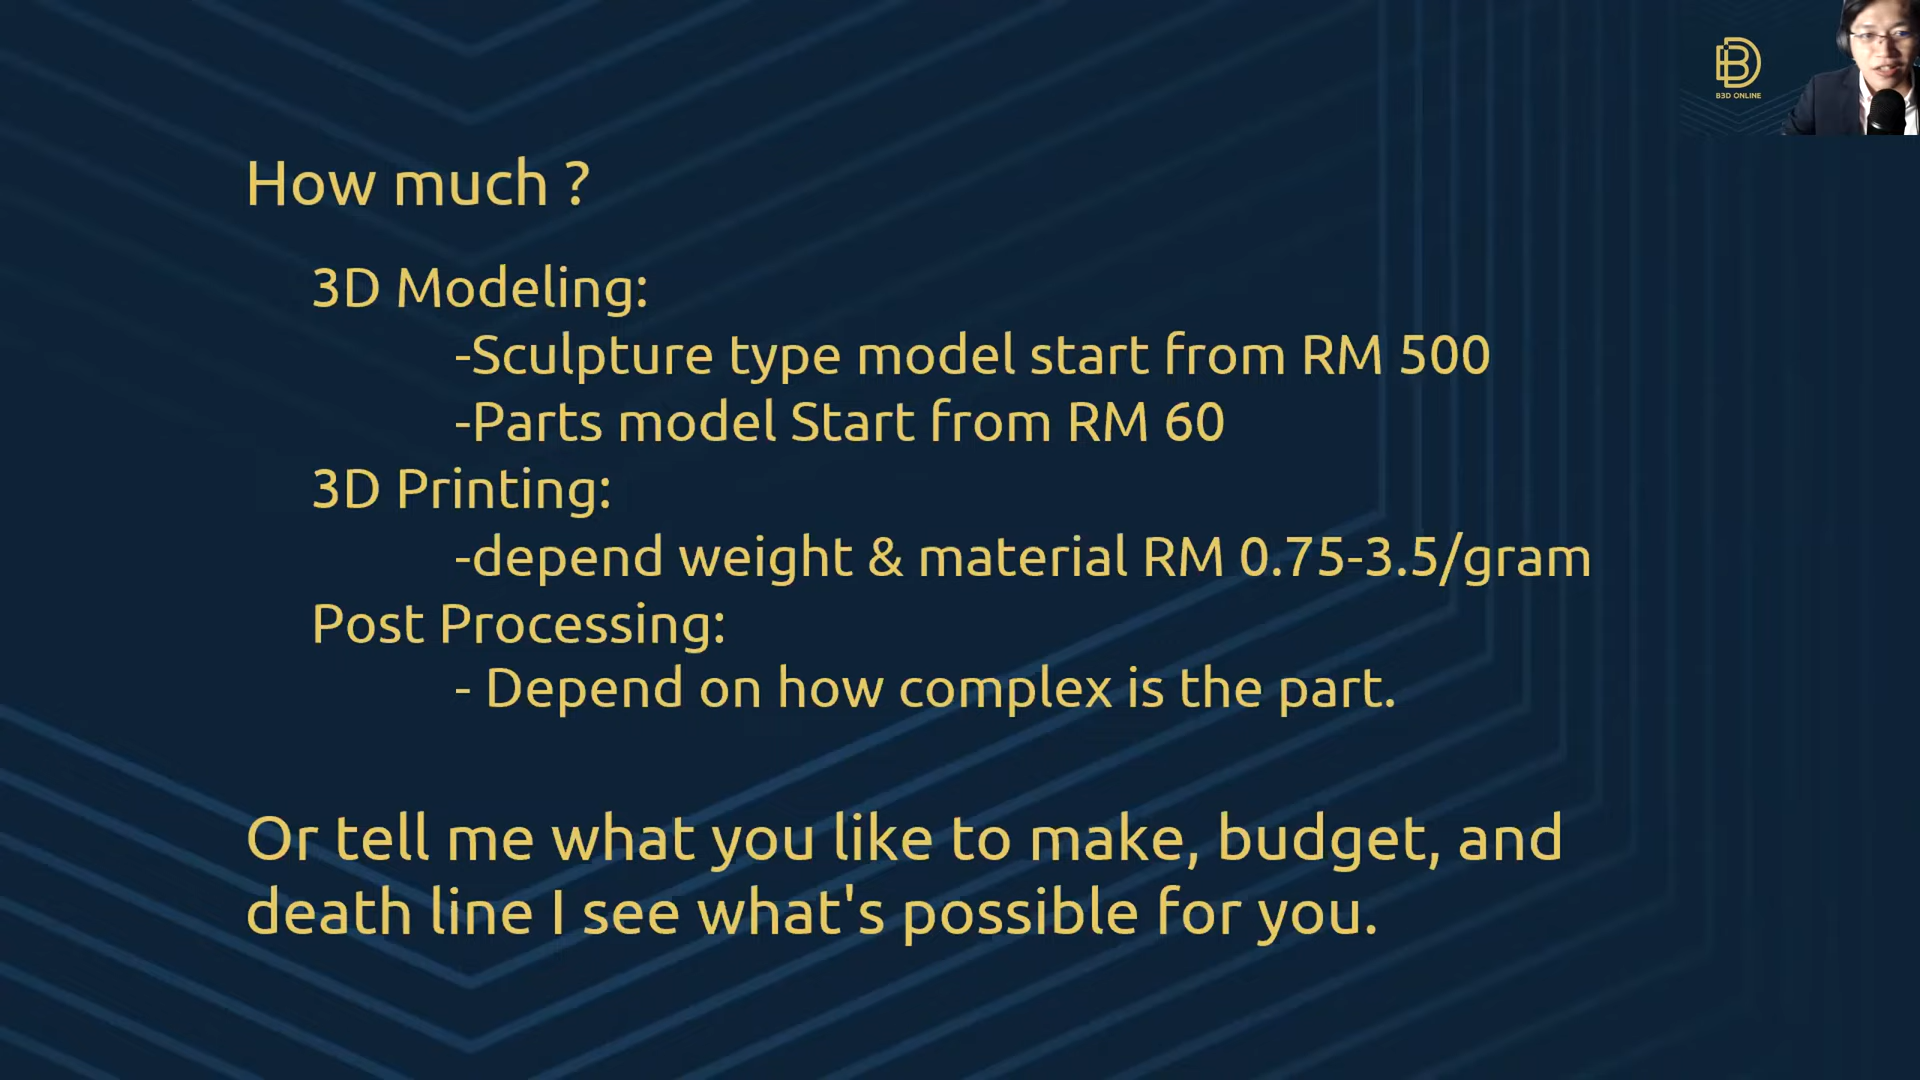 B3D ONLINE
How much ?
3D Modeling:
-Sculpture type model start from RM 500
-Parts model Start from RM 60
3D Printing:
-depend weight & material RM 0.75-3.5/gram
Post Processing:
- Depend on how complex is the part.
Or tell me what you like to make, budget, and
death line I see what's possible for you.